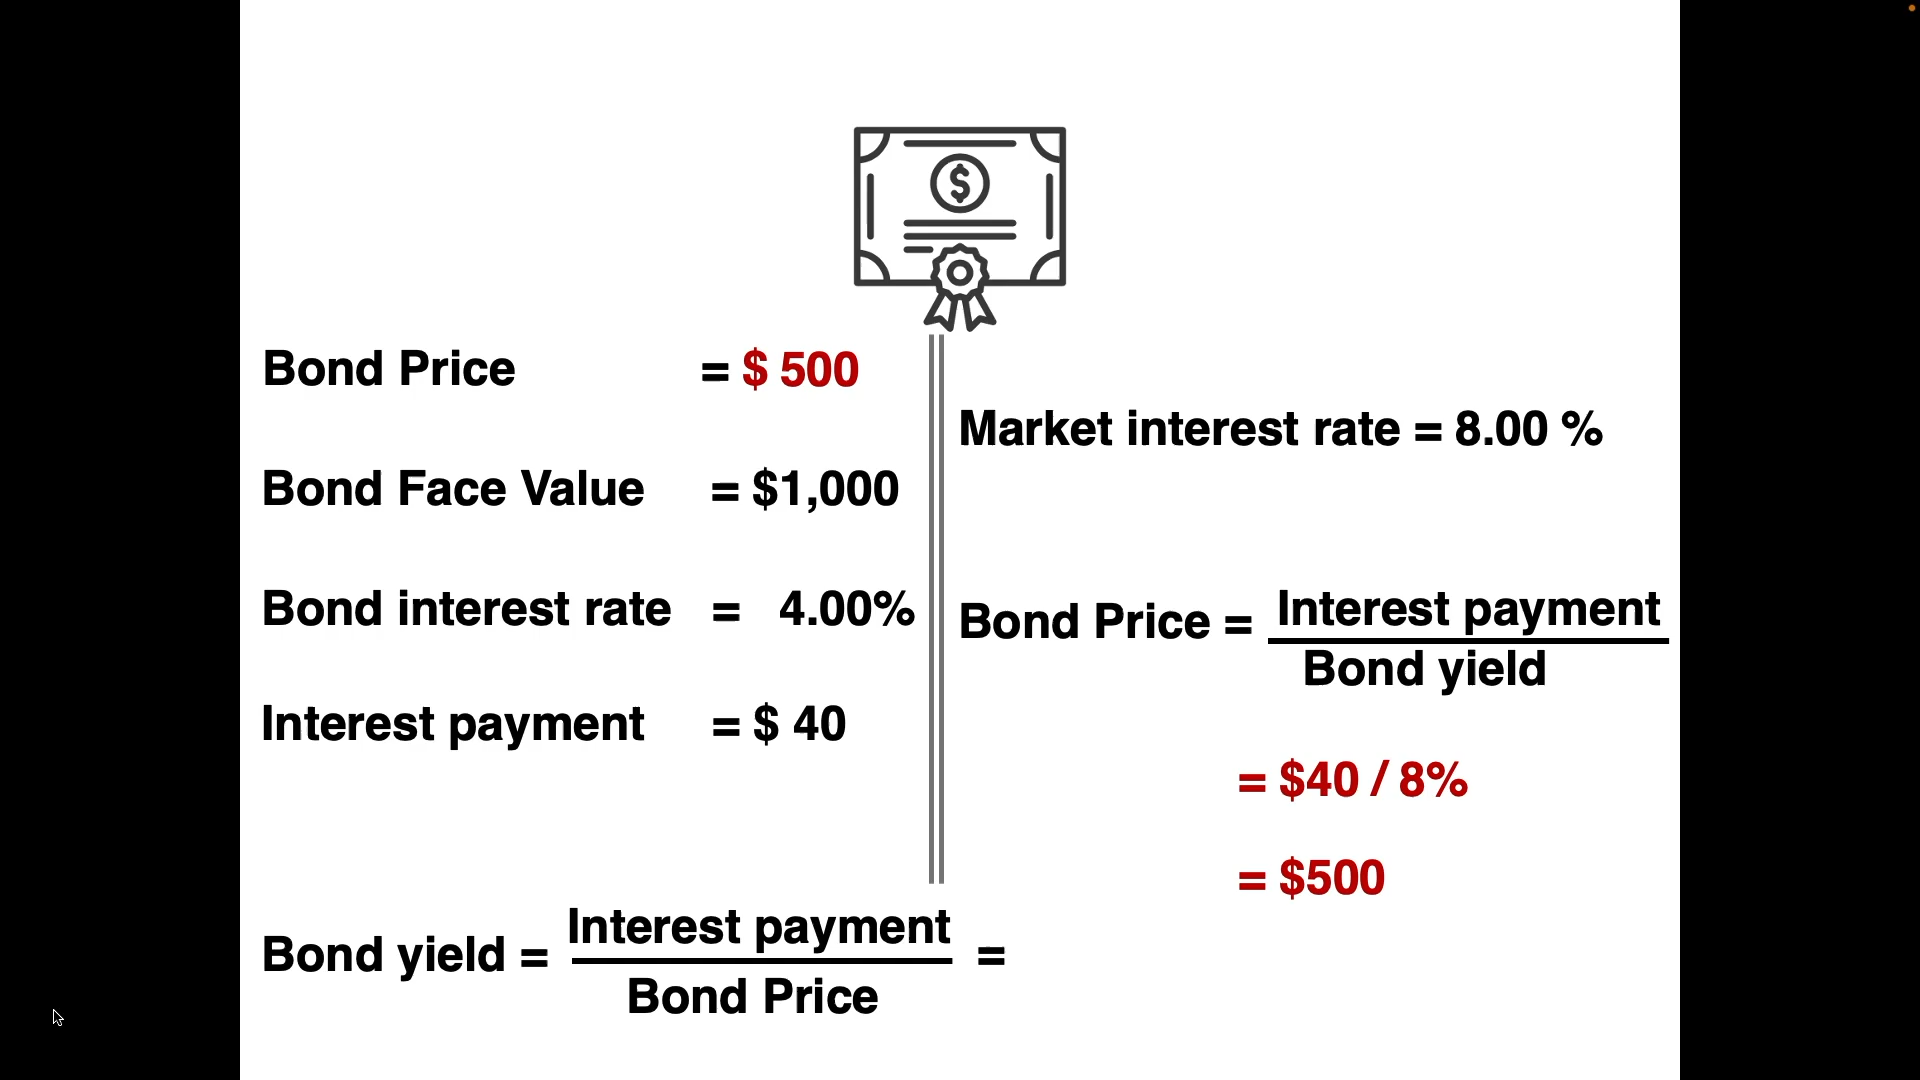 $
Bond Price = $ 500
Market interest rate = 8.00 %
Bond Face Value = $1,000
Bond interest rate = 4.00%
Bond Price = Interest payment
Bond yield
Interest payment = $ 40
= $40 / 8%
= $500
Bond yield = Interest payment =
Bond Price